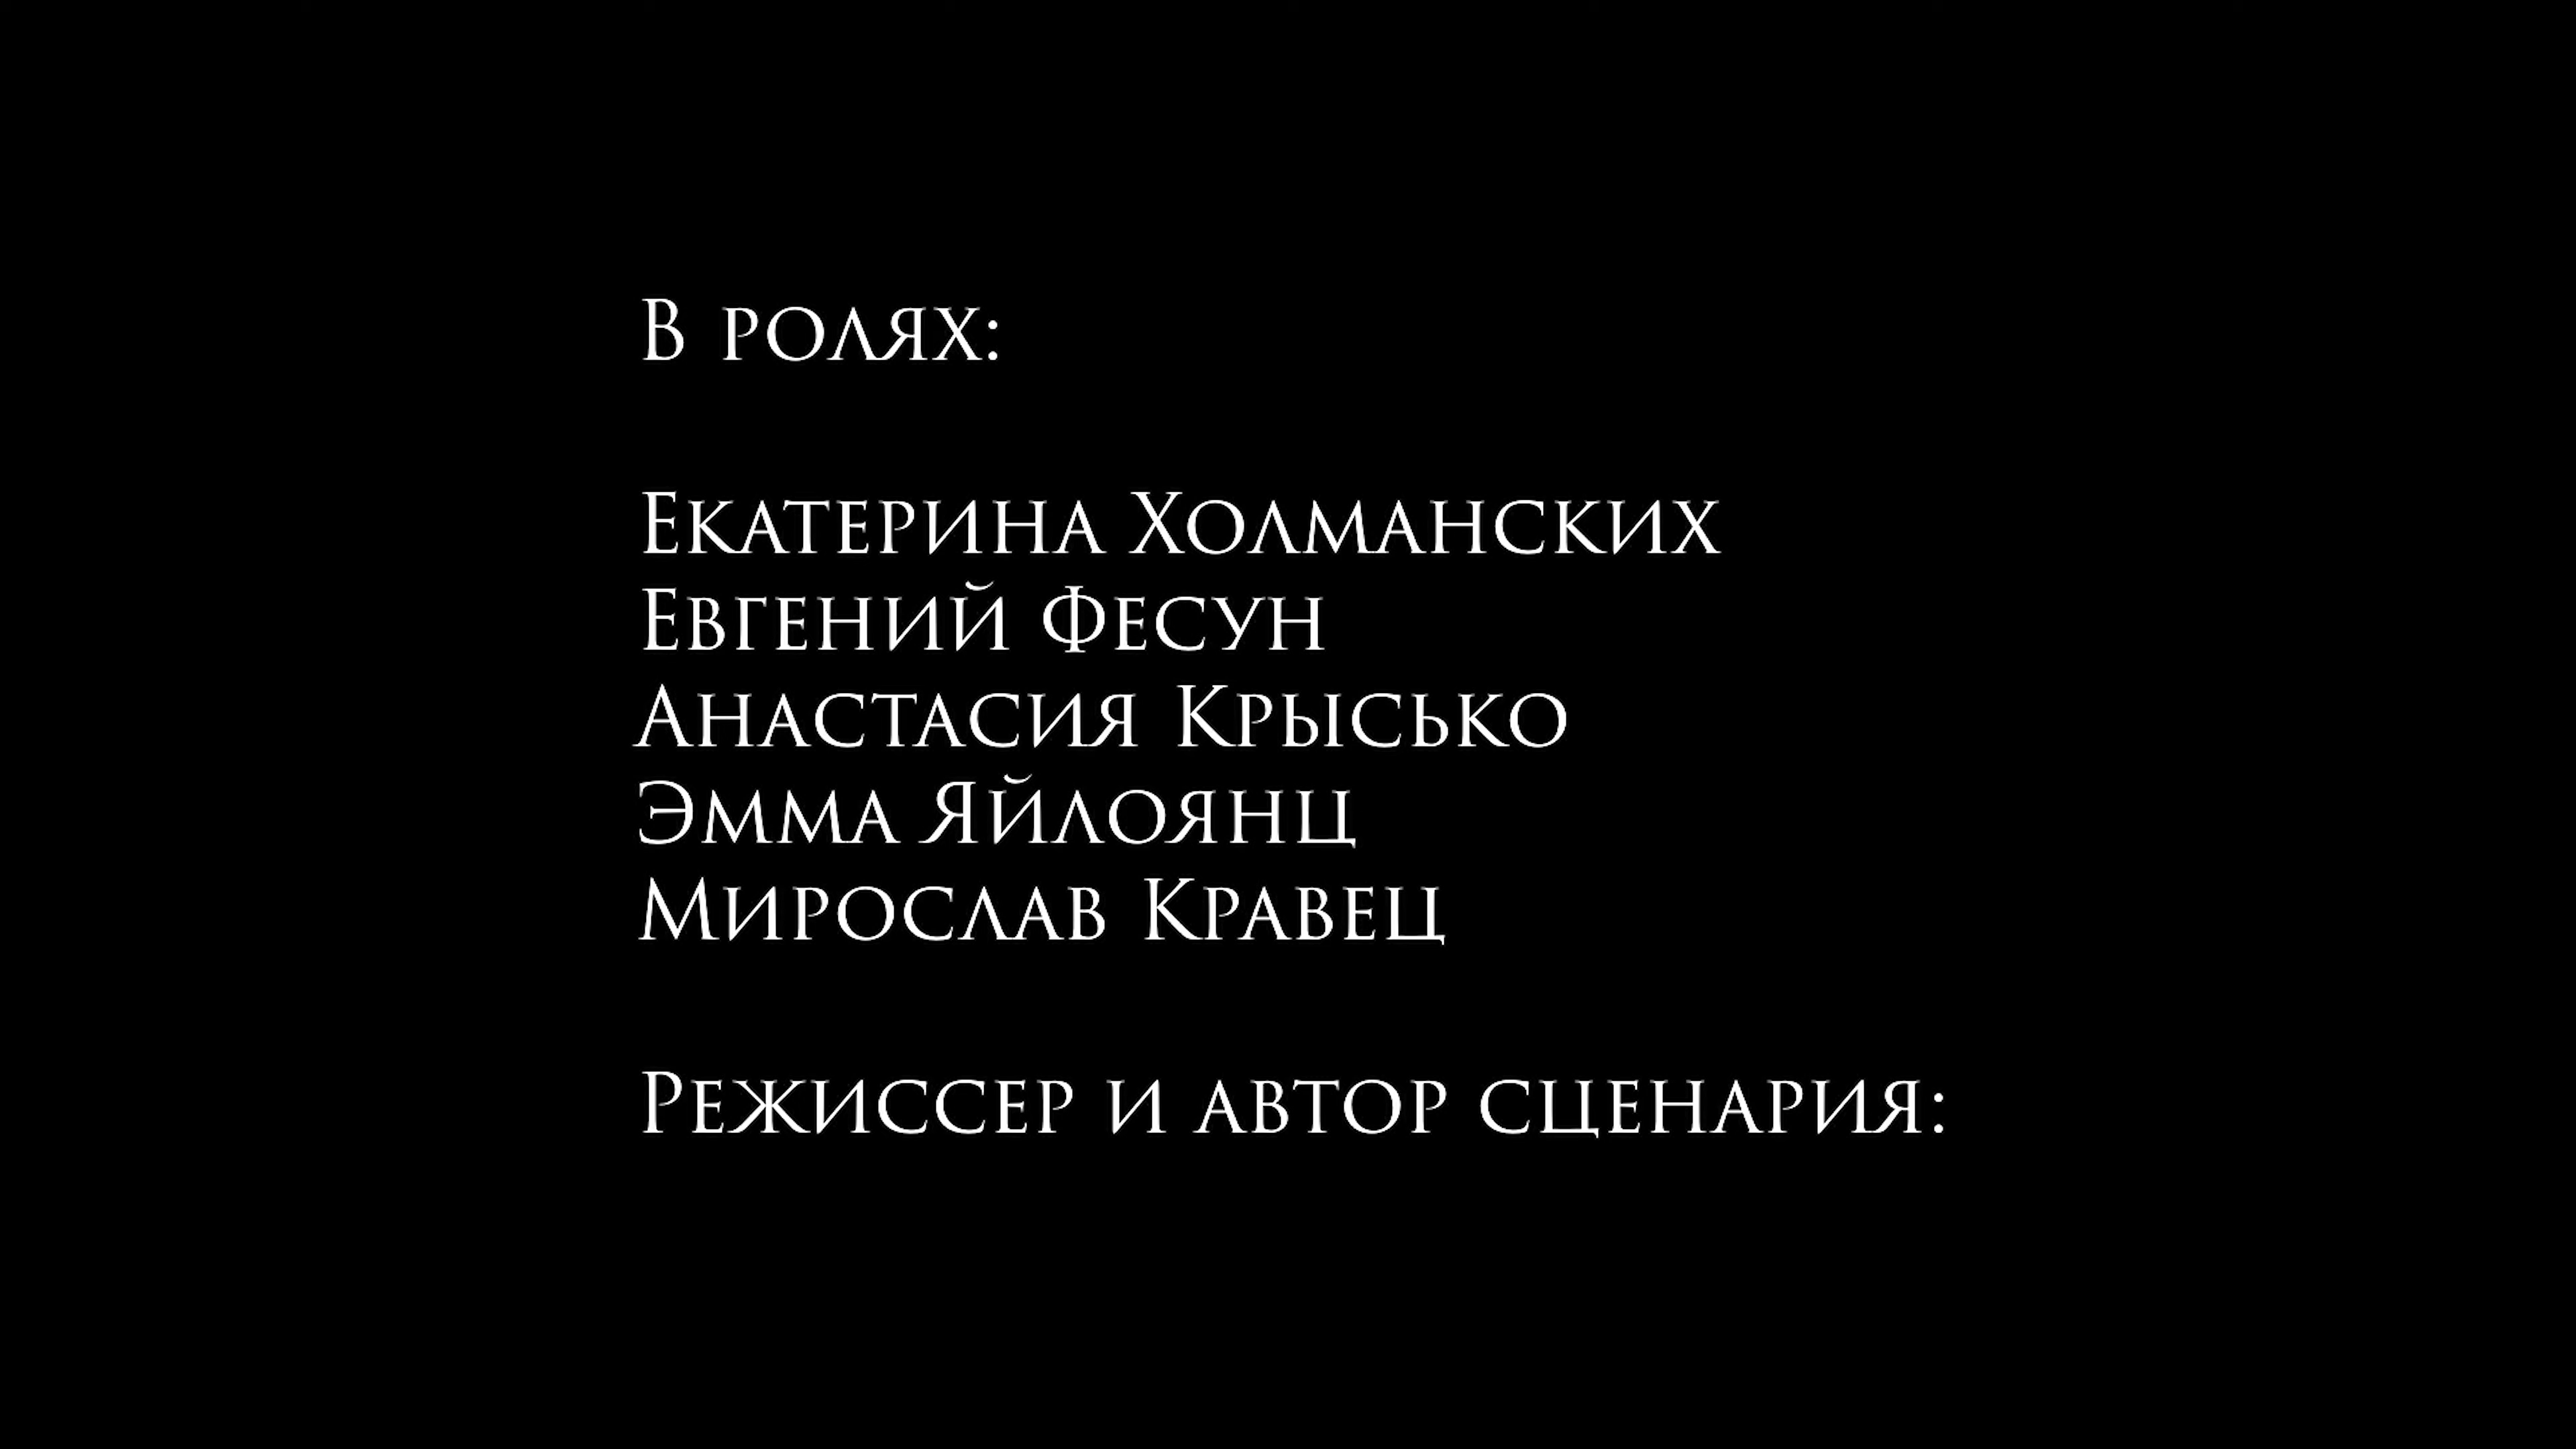 В ролях:
Екатерина Холманских
Евгений Фесун
Анастасия Крысько
Эмма Яйлоянц
Мирослав Кравец
Режиссер и автор сценария: